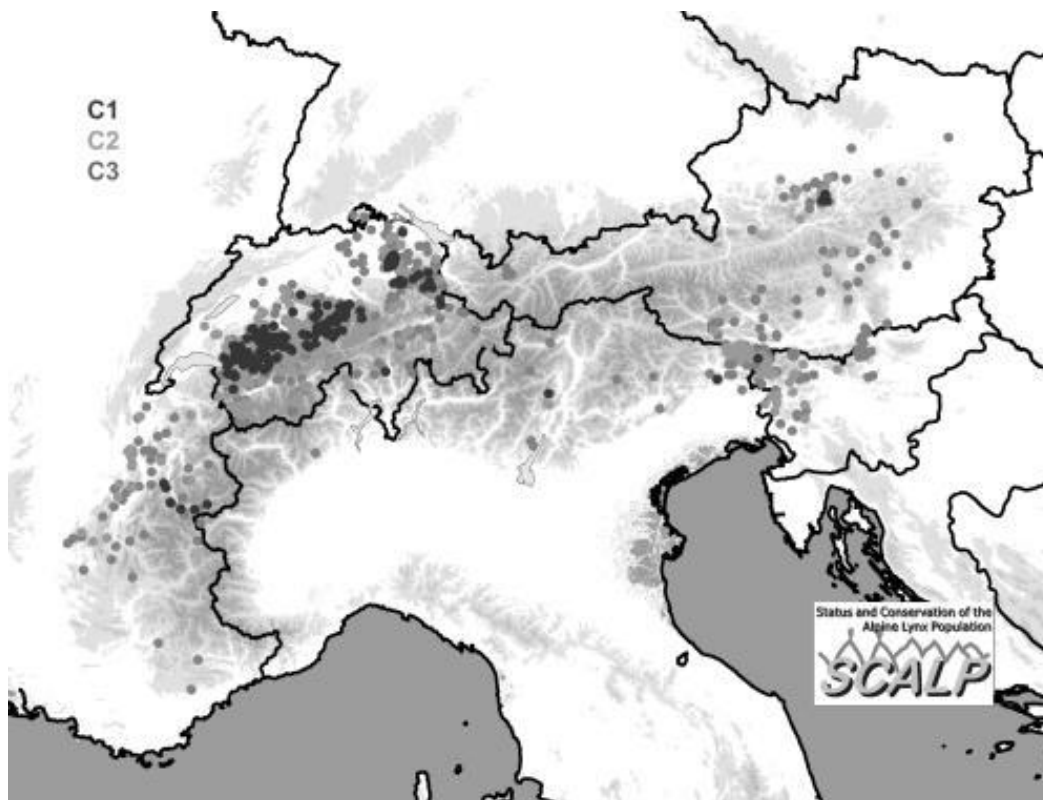 C1
C2
C3
Status and Conservation of the
Alpine Lynx Population
SCALP